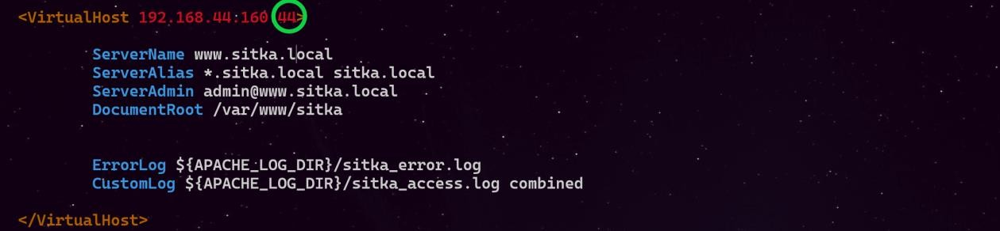 <VirtualHost 192.168.44:160 44>
ServerName www.sitka.local
ServerAlias *.sitka.local sitka.local
ServerAdmin admin@www.sitka.local
DocumentRoot /var/www/sitka
ErrorLog ${APACHE_LOG_DIR}/sitka_error.log
CustomLog ${APACHE_LOG_DIR}/sitka_access.log combined
</VirtualHost>